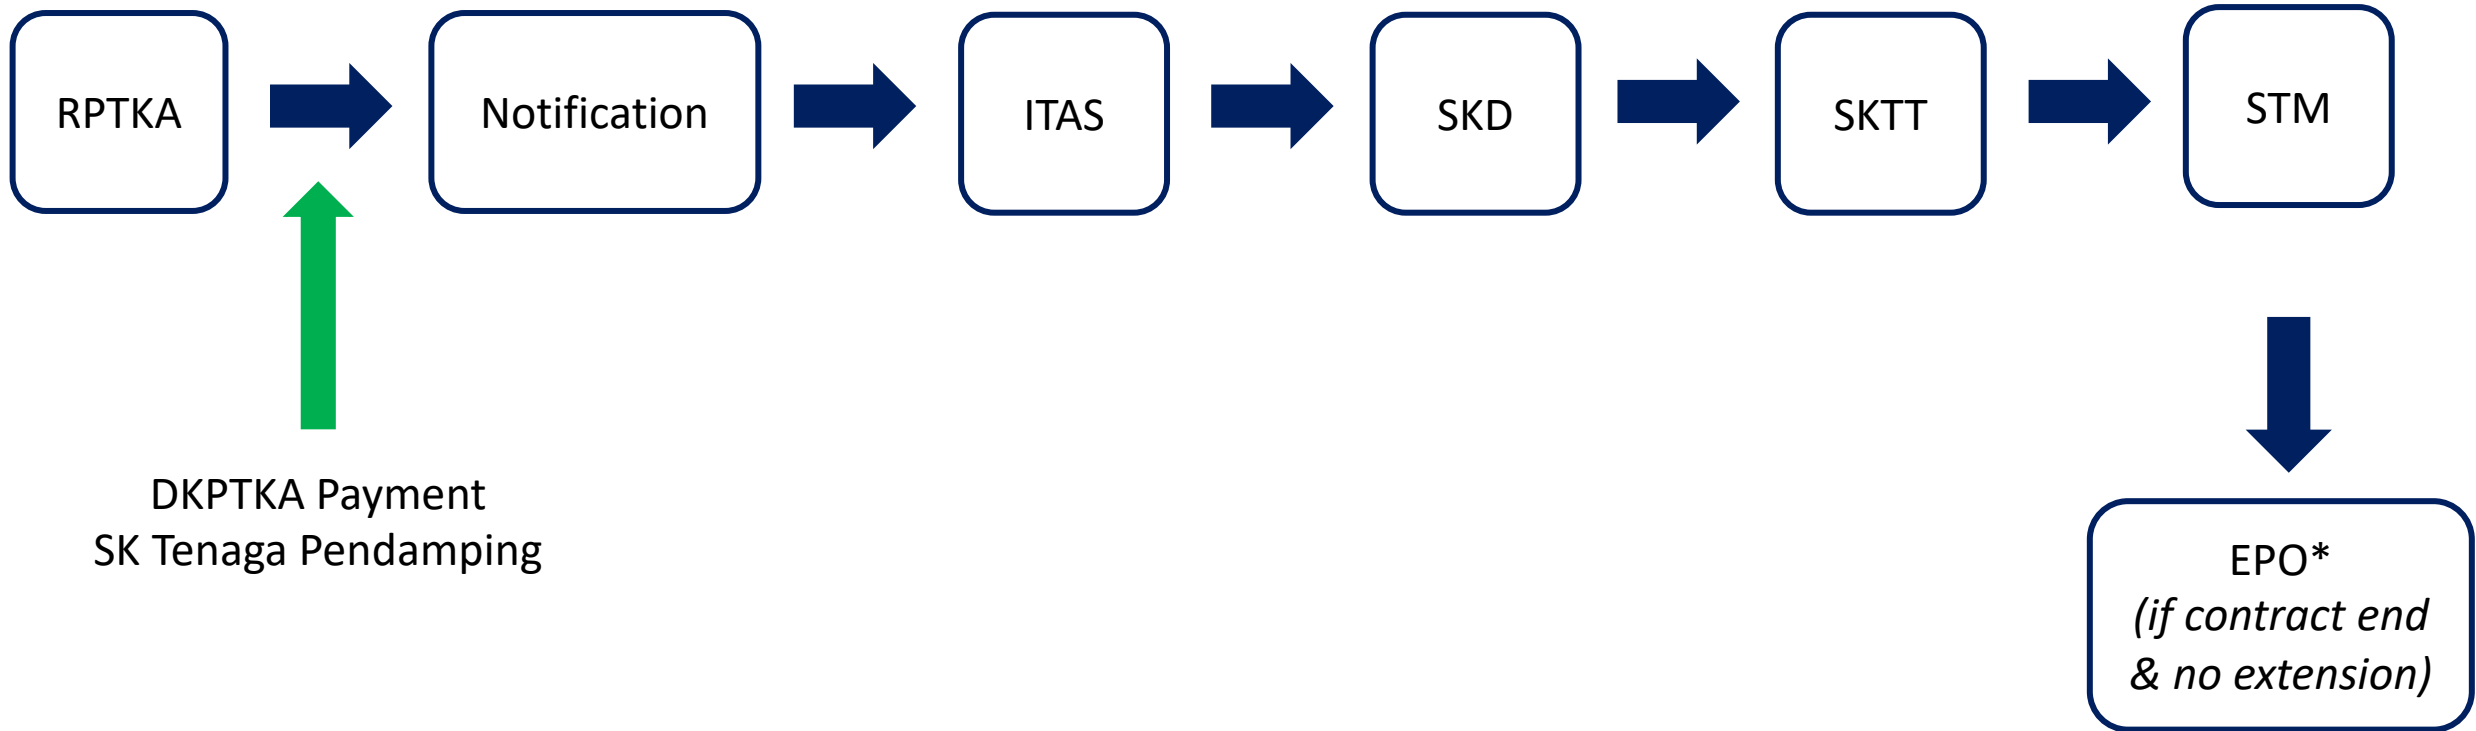 RPTKA
Notification
ITAS
SKD
SKTT
STM
DKPTKA Payment
SK Tenaga Pendamping
EPO*
(if contract end
& no extension)